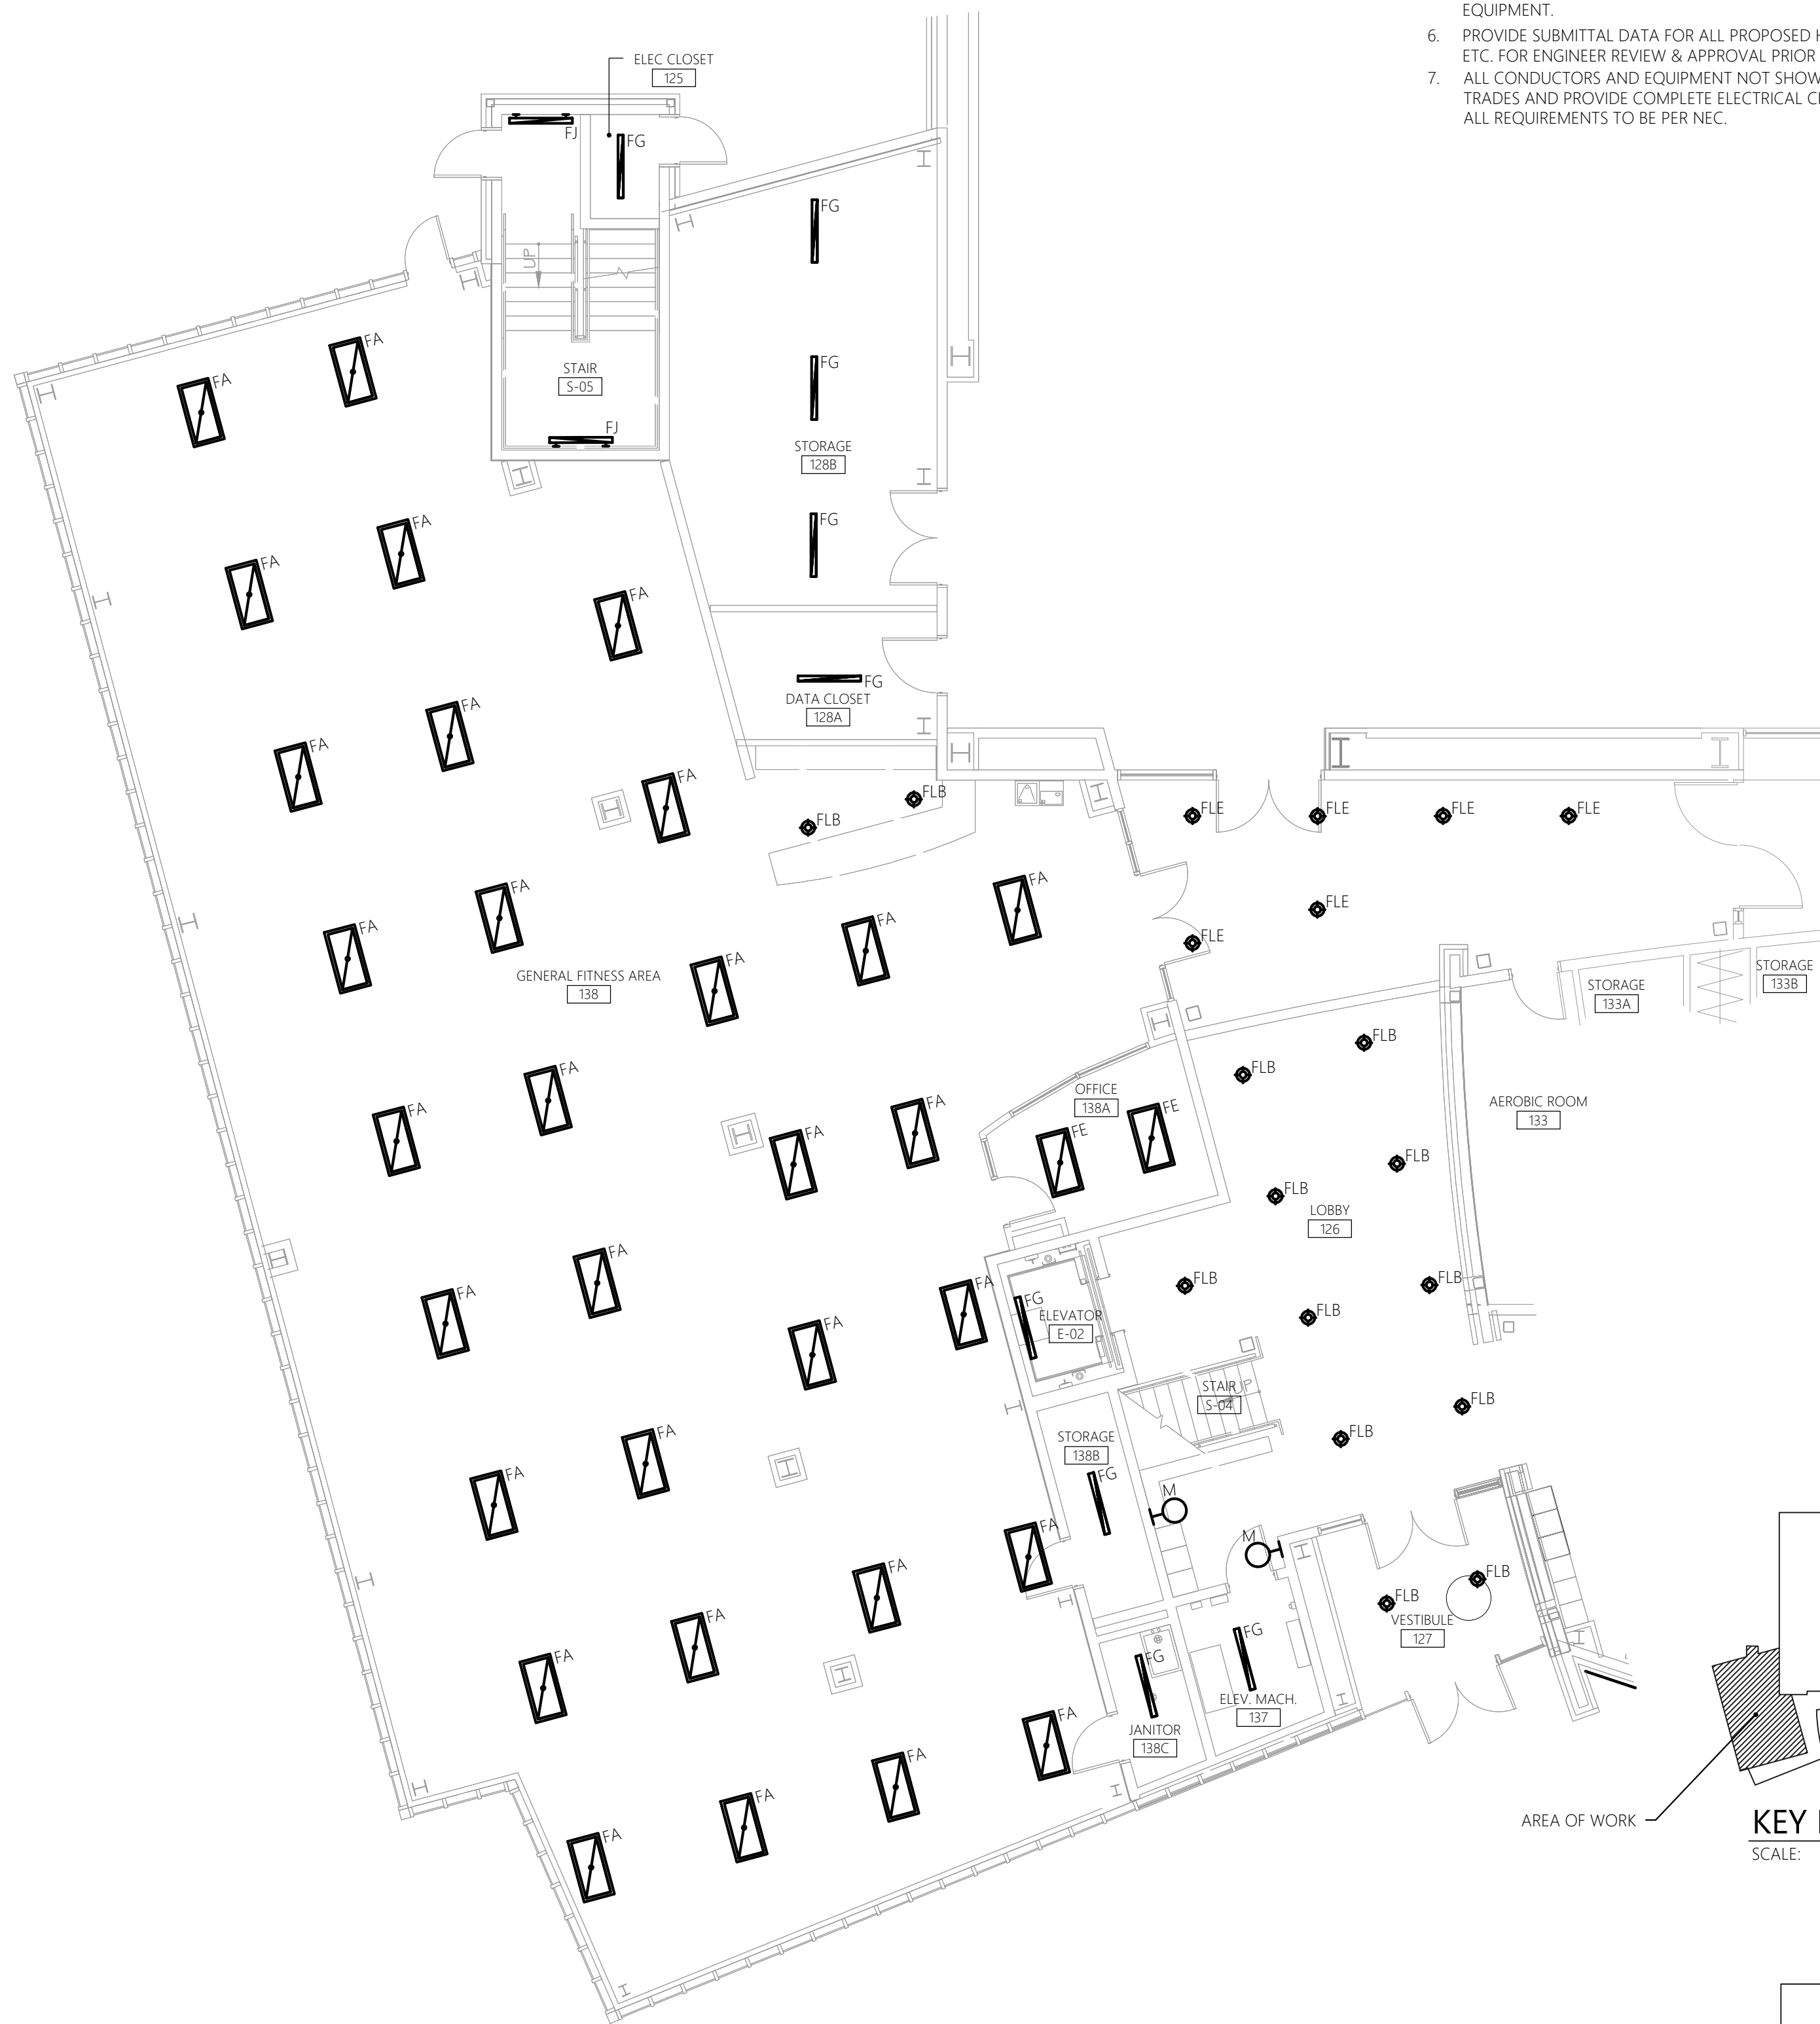 EQUIPMENT.
6. PROVIDE SUBMITTAL DATA FOR ALL PROPOSED
ETC. FOR ENGINEER REVIEW & APPROVAL PRIOR
7. ALL CONDUCTORS AND EQUIPMENT NOT SHOW
TRADES AND PROVIDE COMPLETE ELECTRICAL
ALL REQUIREMENTS TO BE PER NEC.
ELEC CLOSET
125
FJ
FG
FG
UP
FA
FG
STAIR
S-05
FA
FJ
STORAGE
128B
FA
FG
FA
FA
FG
DATA CLOSET
128A
FA
FA
FA
FLB
FLB
FLE
FLE
FLE
FLE
FA
FA
FLE
FA
FA
FLE
FA
GENERAL FITNESS AREA
138
STORAGE
133B
STORAGE
133A
FLB
FLB
FA
OFFICE
138A
AEROBIC ROOM
133
FA
FE
FA
FE
FA
FLB
FLB
LOBBY
126
FA
FLB
FLB
FA
FA
FG
ELEVATOR
E-02
FLB
FA
UP
STAIR
S-04
FLB
FA
STORAGE
138B
FLB
FA
FG
M
FA
M
FA
FLB
FLB
VESTIBULE
127
FA
FG
FA
FG
ELEV. MACH.
137
FA
JANITOR
138C
FA
FA
AREA OF WORK
KEY
SCALE:
FA